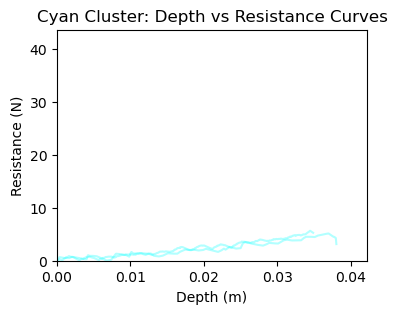 Cyan Cluster: Depth vs Resistance Curves
40
30
20
10
0
Resistance (N)
0.00 0.01 0.02 0.03 0.04
Depth (m)